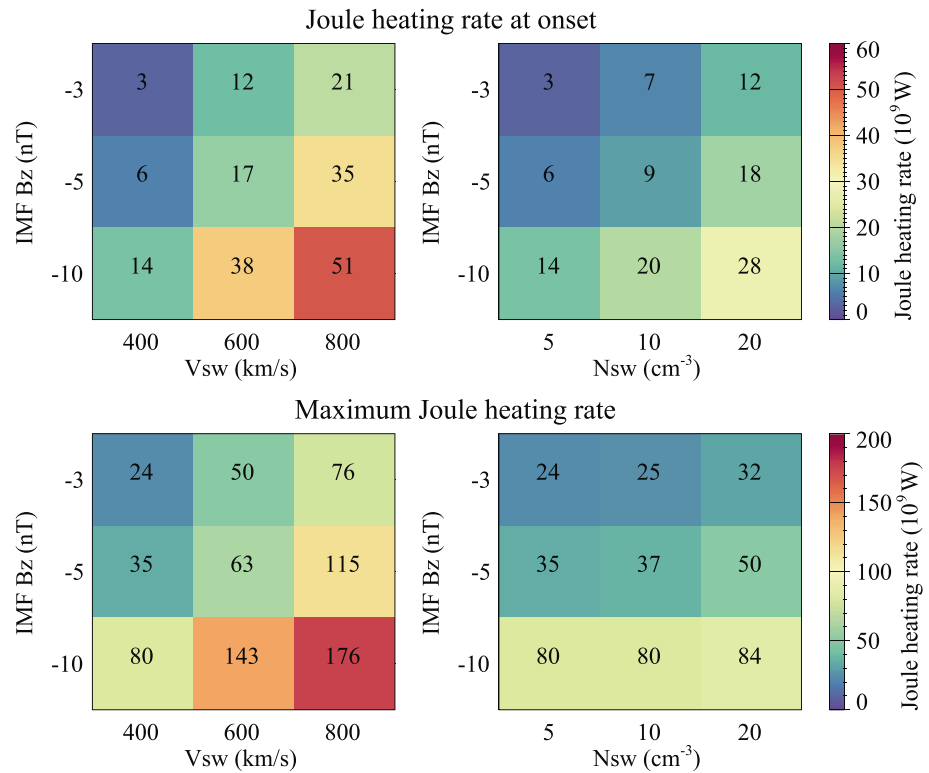 Joule heating rate at onset
IMF Bz (nT)
-3 3 12 21
-5 6 17 35
-10 14 38 51
400 600 800
Vsw (km/s)
IMF Bz (nT)
-3 3 7 12
-5 6 9 18
-10 14 20 28
5 10 20
Nsw (cm⁻³)
60
50
40
30
20
10
0
Joule heating rate (10⁹W)
Maximum Joule heating rate
IMF Bz (nT)
-3 24 50 76
-5 35 63 115
-10 80 143 176
400 600 800
Vsw (km/s)
IMF Bz (nT)
-3 24 25 32
-5 35 37 50
-10 80 80 84
5 10 20
Nsw (cm⁻³)
200
150
100
50
0
Joule heating rate (10⁹W)